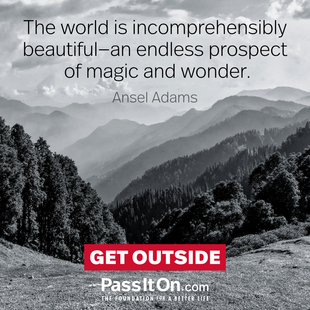 The world is incomprehensibly
beautiful—an endless prospect
of magic and wonder.
Ansel Adams
GET OUTSIDE
PassItOn.com
THE FOUNDATION FOR A BETTER LIFE